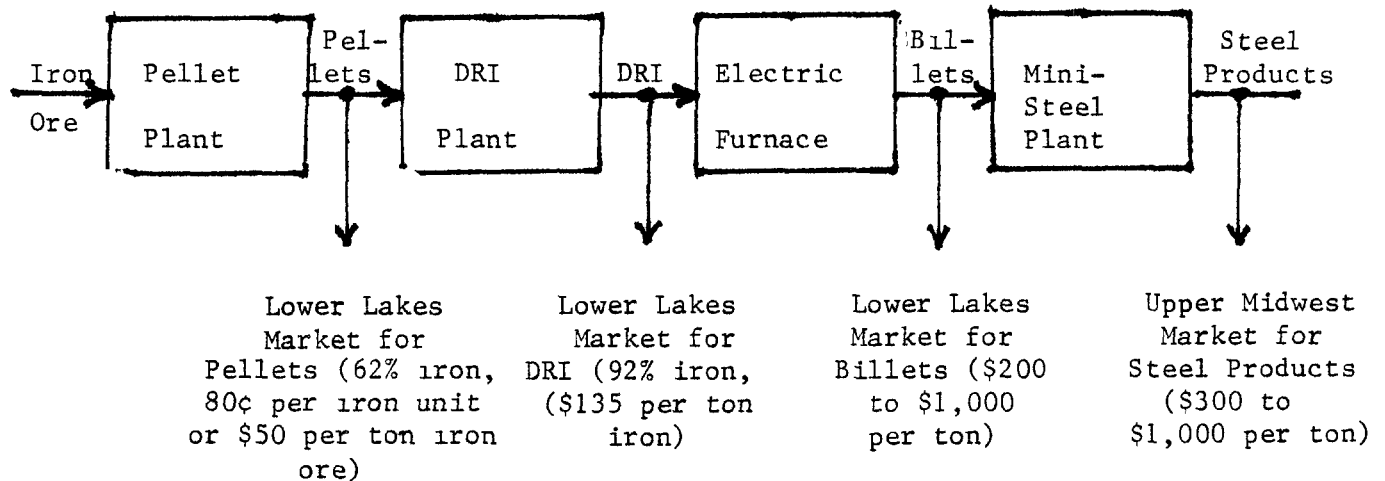 Iron
Ore
Pellet
Plant
Pel-
lets
DRI
Plant
DRI
Electric
Furnace
Bil-
lets
Mini-
Steel
Plant
Steel
Products
Lower Lakes
Market for
Pellets (62% iron,
80¢ per iron unit
or $50 per ton iron
ore)
Lower Lakes
Market for
DRI (92% iron,
($135 per ton
iron)
Lower Lakes
Market for
Billets ($200
to $1,000
per ton)
Upper Midwest
Market for
Steel Products
($300 to
$1,000 per ton)